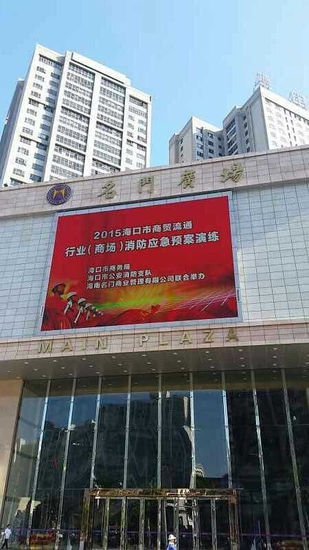 名門廣場
2015海口市商贸流通
行业（商场）消防应急预案演练
海口市商务局
海口市公安消防支队
海南名门商业管理有限公司联合举办
MAIN PLAZA